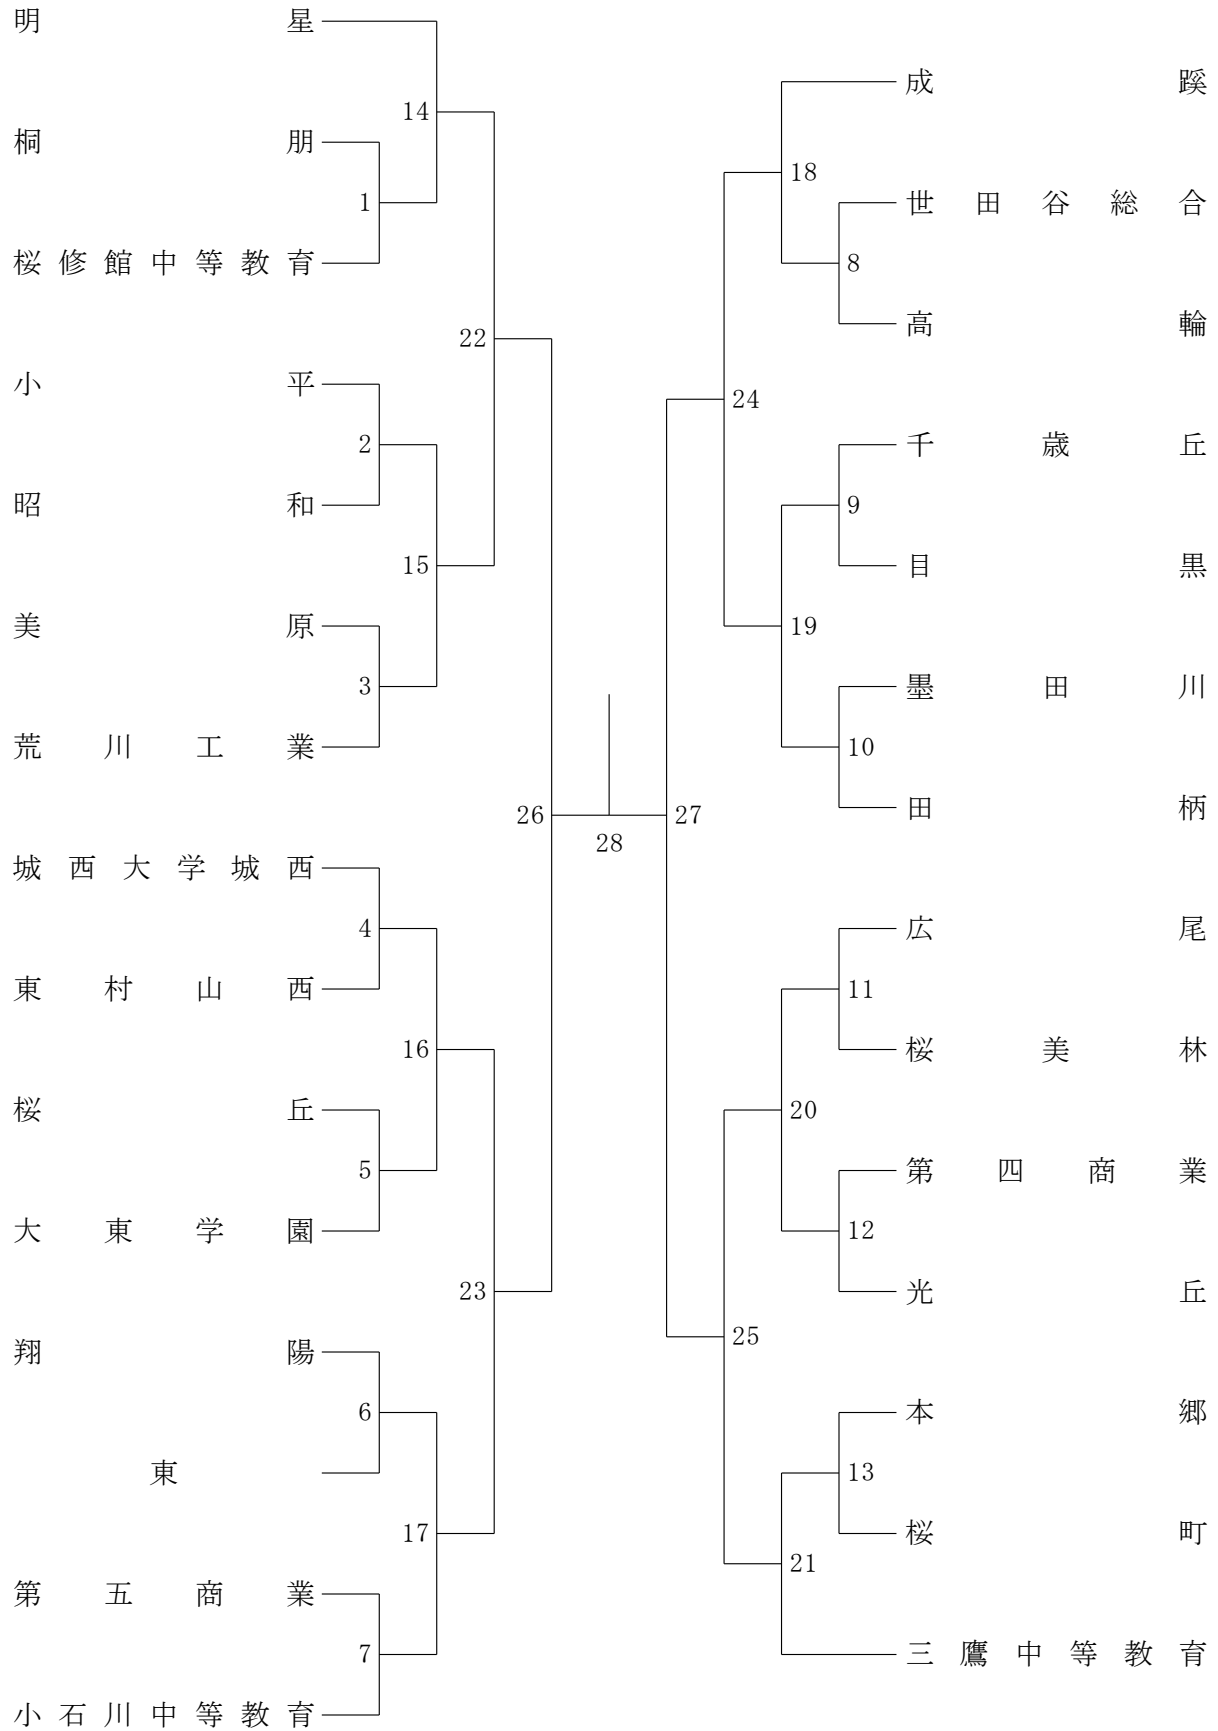 明星
14
桐朋
1
桜修館中等教育
22
小平
2
昭和
15
美原
3
荒川工業
26
城西大学城西
4
東村山西
16
桜丘
5
大東学園
23
翔陽
6
東
17
第五商業
7
小石川中等教育
28
成蹊
18
世田谷総合
8
高輪
24
千歳丘
9
目黒
19
墨田川
10
田柄
27
広尾
11
桜美林
20
第四商業
12
光丘
25
本郷
13
桜町
21
三鷹中等教育